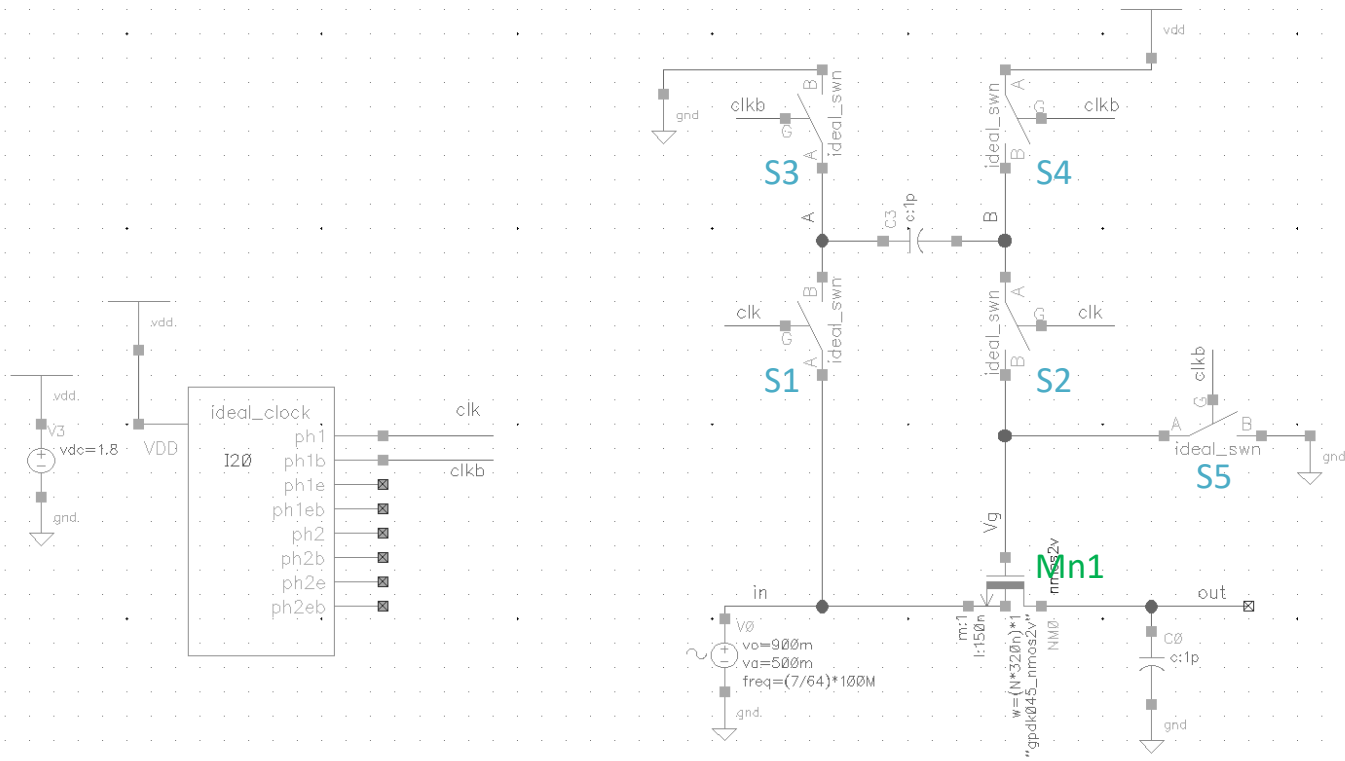 vdd
gnd
clkb
G
B
A
ideal_swn
S3
A
G
B
ideal_swn
clkb
S4
A
C3
c:1p
B
clk
G
B
A
ideal_swn
S1
A
G
B
ideal_swn
clk
S2
clkb
G
A
B
ideal_swn
gnd
S5
vdd.
vdd.
V3
vdc=1.8
gnd.
VDD
ideal_clock
I20
ph1
ph1b
ph1e
ph1eb
ph2
ph2b
ph2e
ph2eb
clk
clkb
Vg
Mn1
nmos2v
in
V0
vo=900m
va=500m
freq=(7/64)*100M
gnd.
m:1
l:150n
w=(N*320n)*1
"gpdk045_nmos2v"
NM0
out
C0
c:1p
gnd